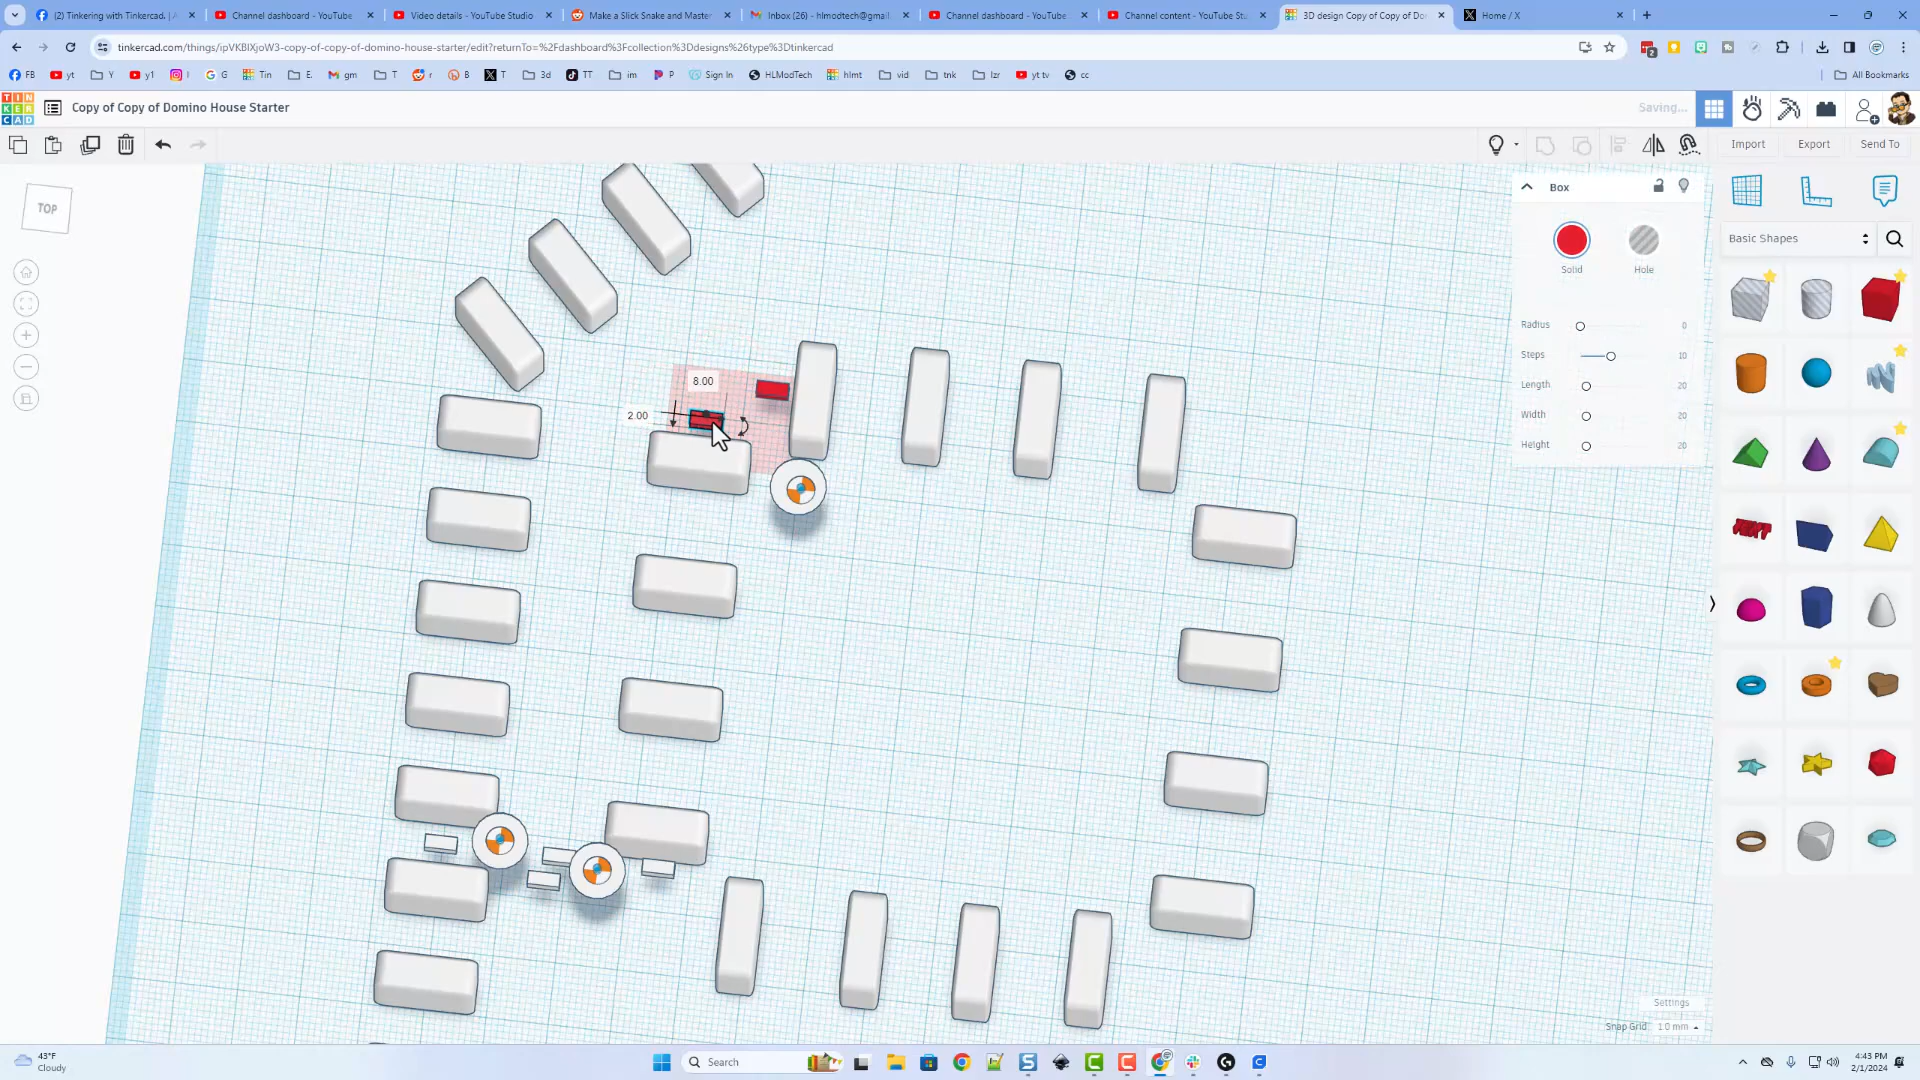 (2) Tinkering with Tinkercad. | A
Channel dashboard - YouTube
Video details - YouTube Studio
Make a Slick Snake and Master
Inbox (26) - hlmodtech@gmail.
Channel dashboard - YouTube
Channel content - YouTube Stu
3D design Copy of Copy of Do
Home / X
tinkercad.com/things/ipVKBlXjoW3-copy-of-copy-of-domino-house-starter/edit?returnTo=%2Fdashboard%3Fcollection%3Ddesigns%26type%3Dtinkercad
FB yt Y y1 I G Tin E. gm T r B T 3d TT im P Sign In HLModTech hlmt vid tnk lzr yt tv cc All Bookmarks
TIN KER CAD
Copy of Copy of Domino House Starter
Saving...
Import Export Send To
TOP
Box
Solid Hole
Radius 0
Steps 10
Length 20
Width 20
Height 20
Basic Shapes
8.00
2.00
Settings
Snap Grid 1.0 mm
43°F
Cloudy
Search
4:43 PM
2/1/2024